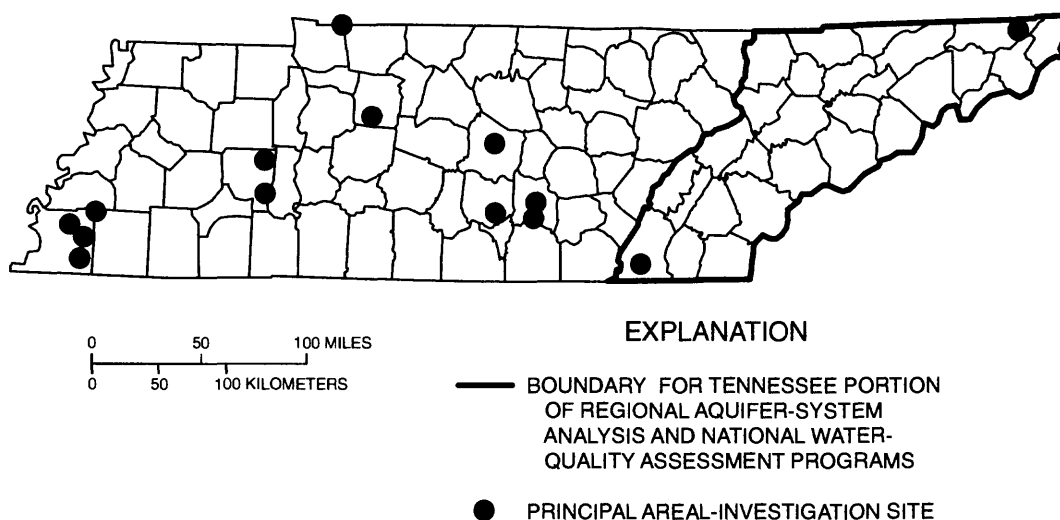 0 50 100 MILES
0 50 100 KILOMETERS
EXPLANATION
BOUNDARY FOR TENNESSEE PORTION
OF REGIONAL AQUIFER-SYSTEM
ANALYSIS AND NATIONAL WATER-
QUALITY ASSESSMENT PROGRAMS
PRINCIPAL AREAL-INVESTIGATION SITE